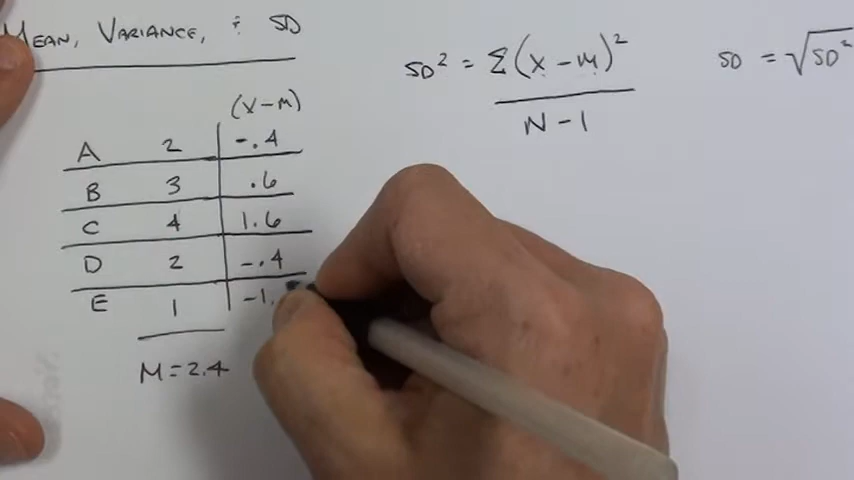 MEAN, VARIANCE, & SD
SD² = Σ(X - M)²
N - 1
SD = √SD²
(X - M)
A 2 -.4
B 3 .6
C 4 1.6
D 2 -.4
E 1 -1.
M = 2.4